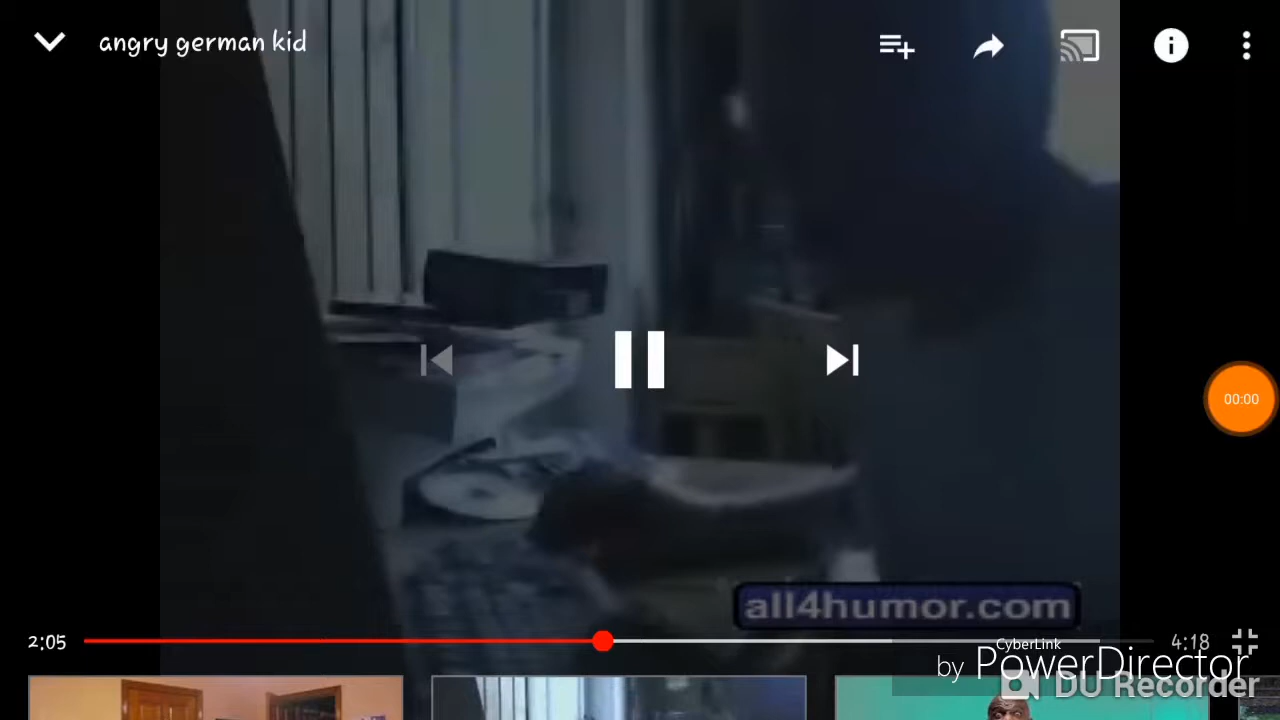 angry german kid
00:00
all4humor.com
2:05
4:18
CyberLink
by PowerDirector
DU Recorder